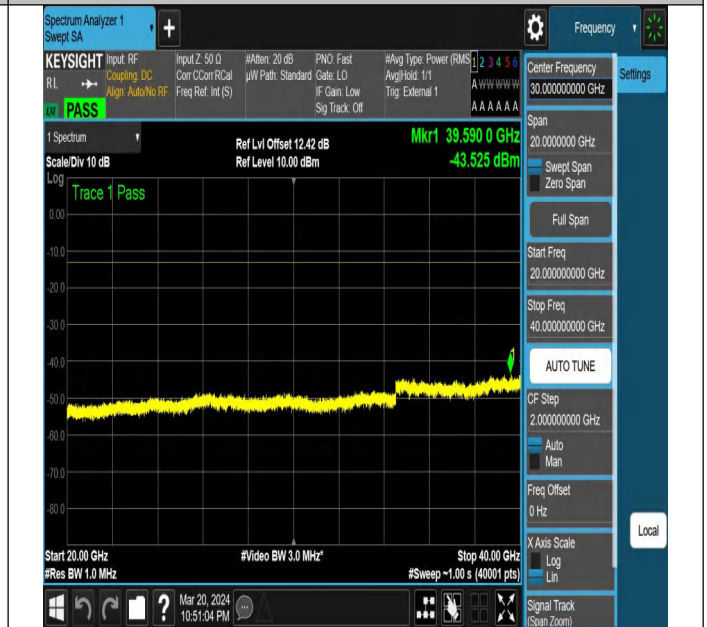 Spectrum Analyzer 1
Swept SA
+
Frequency
KEYSIGHT
RL
PASS
Input: RF
Coupling: DC
Align: Auto/No RF
Input Z: 50 Ω
Corr CCorr RCal
Freq Ref: Int (S)
#Atten: 20 dB
µW Path: Standard
PNO: Fast
Gate: LO
IF Gain: Low
Sig Track: Off
#Avg Type: Power (RMS
Avg|Hold: 1/1
Trig: External 1
1 2 3 4 5 6
A W W W W W
A A A A A A
1 Spectrum
Scale/Div 10 dB
Ref Lvl Offset 12.42 dB
Ref Level 10.00 dBm
Mkr1 39.590 0 GHz
-43.525 dBm
Log
Trace 1 Pass
0.00
-10.0
-20.0
-30.0
-40.0
-50.0
-60.0
-70.0
-80.0
1
Start 20.00 GHz
#Res BW 1.0 MHz
#Video BW 3.0 MHz*
Stop 40.00 GHz
#Sweep ~1.00 s (40001 pts)
?
Mar 20, 2024
10:51:04 PM
Center Frequency
30.000000000 GHz
Settings
Span
20.0000000 GHz
Swept Span
Zero Span
Full Span
Start Freq
20.000000000 GHz
Stop Freq
40.000000000 GHz
AUTO TUNE
CF Step
2.000000000 GHz
Auto
Man
Freq Offset
0 Hz
X Axis Scale
Log
Lin
Local
Signal Track
(Span Zoom)